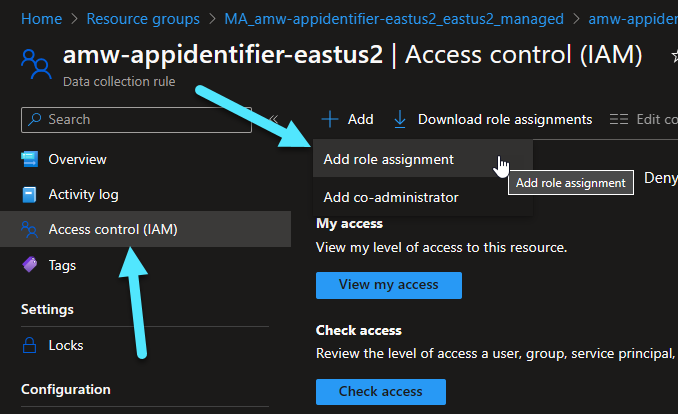 Home > Resource groups > MA_amw-appidentifier-eastus2_eastus2_managed > amw-appider
amw-appidentifier-eastus2 | Access control (IAM)
Data collection rule
Search
Add
Download role assignments
Edit co
Overview
Activity log
Access control (IAM)
Tags
Settings
Locks
Configuration
Add role assignment
Add co-administrator
Add role assignment
Deny
My access
View my level of access to this resource.
View my access
Check access
Review the level of access a user, group, service principal,
Check access